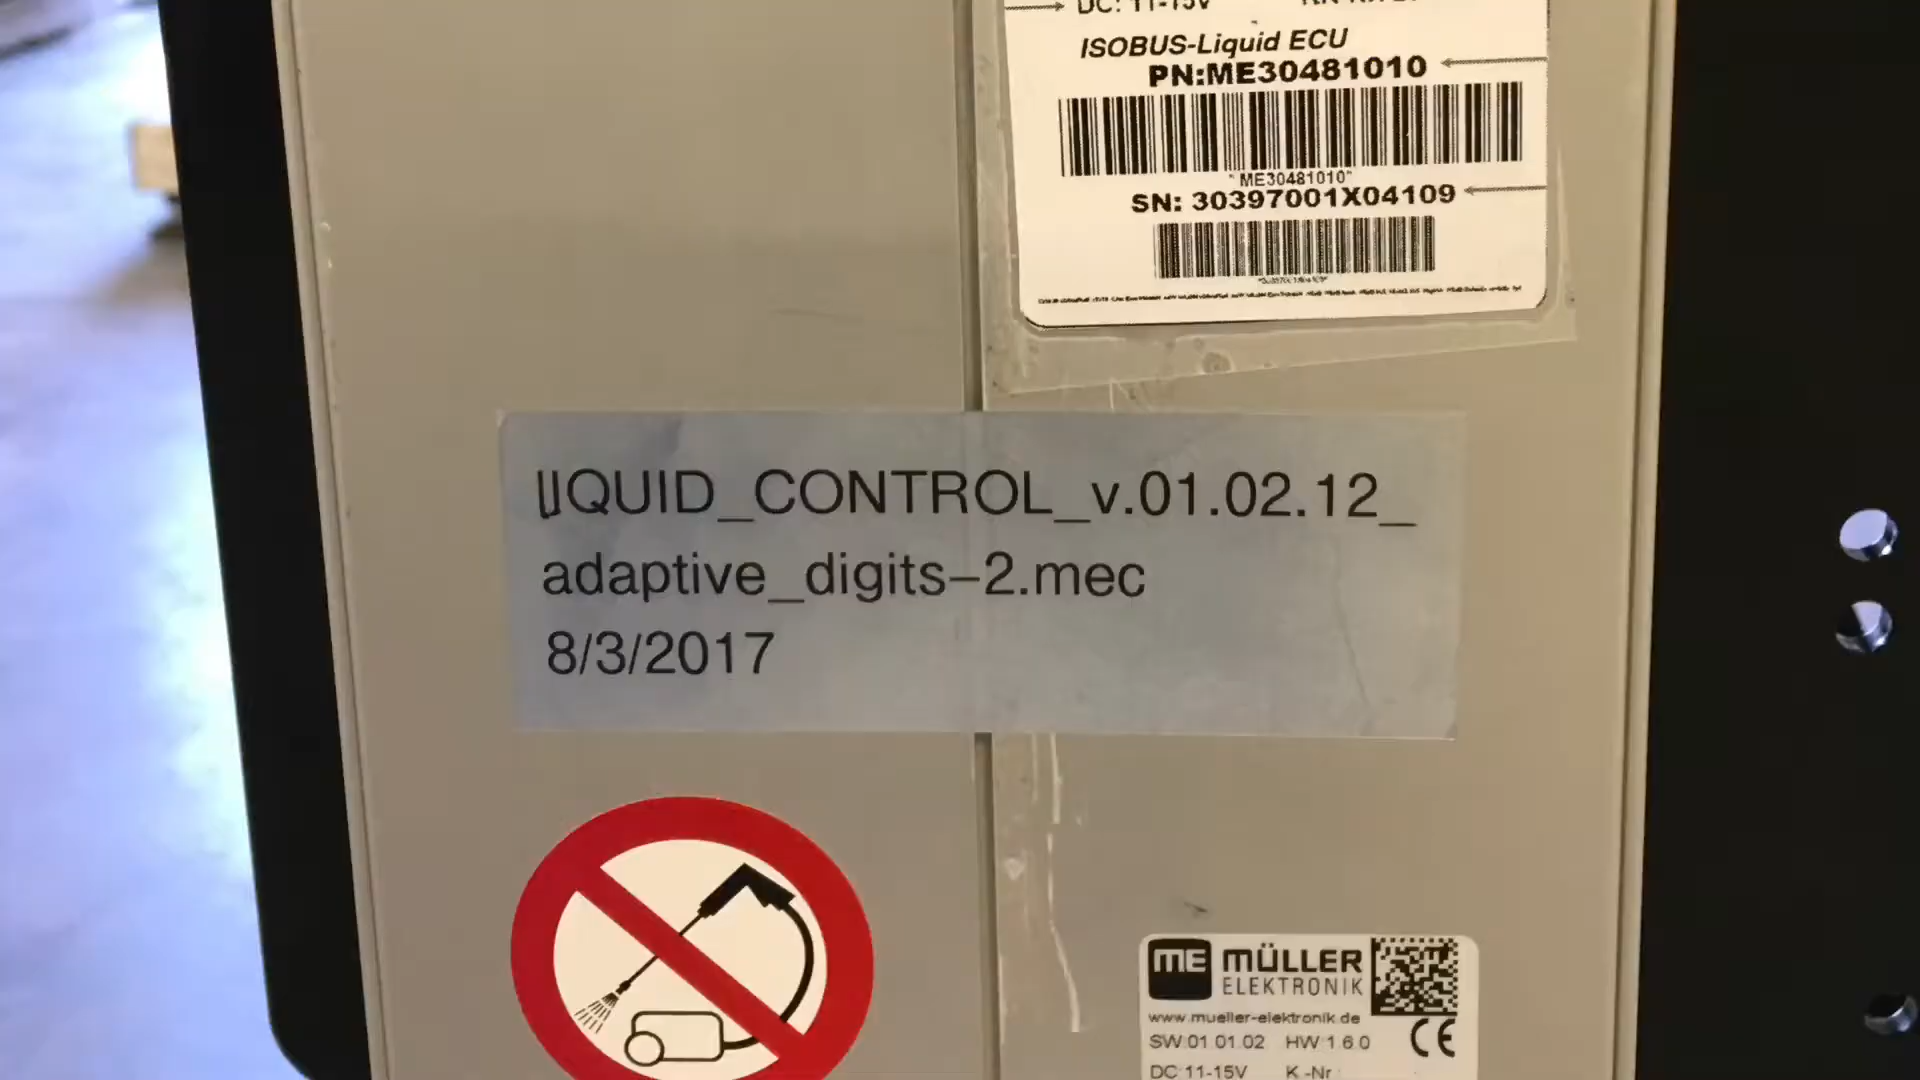 DC: 11-15V
ISOBUS-Liquid ECU
PN:ME30481010
*ME30481010*
SN: 30397001X04109
LIQUID_CONTROL_v.01.02.12_
adaptive_digits-2.mec
8/3/2017
ME MÜLLER
ELEKTRONIK
www.mueller-elektronik.de
SW:01.01.02 HW:1.6.0
CE
DC:11-15V K.-Nr.: